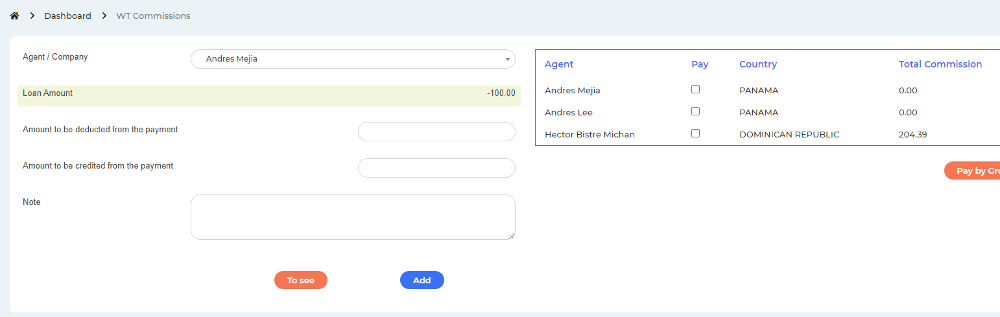 Dashboard WT Commissions
Agent / Company Andres Mejia
Loan Amount -100.00
Amount to be deducted from the payment
Amount to be credited from the payment
Note
To see Add
Agent Pay Country Total Commission
Andres Mejia PANAMA 0.00
Andres Lee PANAMA 0.00
Hector Bistre Michan DOMINICAN REPUBLIC 204.39
Pay by Gro